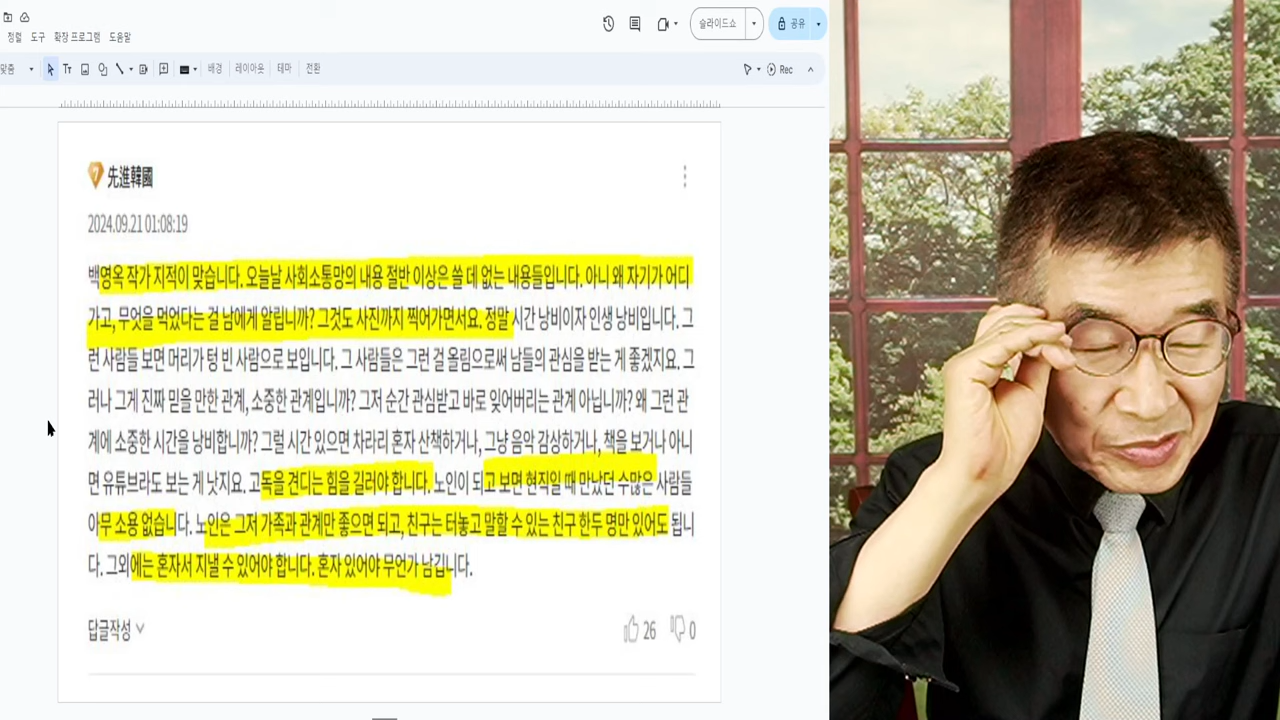 정렬 도구 확장 프로그램 도움말
슬라이드쇼
공유
맞춤 Tт 배경 레이아웃 테마 전환 Rec
7 先進韓國
2024.09.21 01:08:19
백영옥 작가 지적이 맞습니다. 오늘날 사회소통망의 내용 절반 이상은 쓸 데 없는 내용들입니다. 아니 왜 자기가 어디
가고, 무엇을 먹었다는 걸 남에게 알립니까? 그것도 사진까지 찍어가면서요. 정말 시간 낭비이자 인생 낭비입니다. 그
런 사람들 보면 머리가 텅 빈 사람으로 보입니다. 그 사람들은 그런 걸 올림으로써 남들의 관심을 받는 게 좋겠지요. 그
러나 그게 진짜 믿을 만한 관계, 소중한 관계입니까? 그저 순간 관심받고 바로 잊어버리는 관계 아닙니까? 왜 그런 관
계에 소중한 시간을 낭비합니까? 그럴 시간 있으면 차라리 혼자 산책하거나, 그냥 음악 감상하거나, 책을 보거나 아니
면 유튜브라도 보는 게 낫지요. 고독을 견디는 힘을 길러야 합니다. 노인이 되고 보면 현직일 때 만났던 수많은 사람들
아무 소용 없습니다. 노인은 그저 가족과 관계만 좋으면 되고, 친구는 터놓고 말할 수 있는 친구 한두 명만 있어도 됩니
다. 그외에는 혼자서 지낼 수 있어야 합니다. 혼자 있어야 무언가 남깁니다.
답글작성 26 0